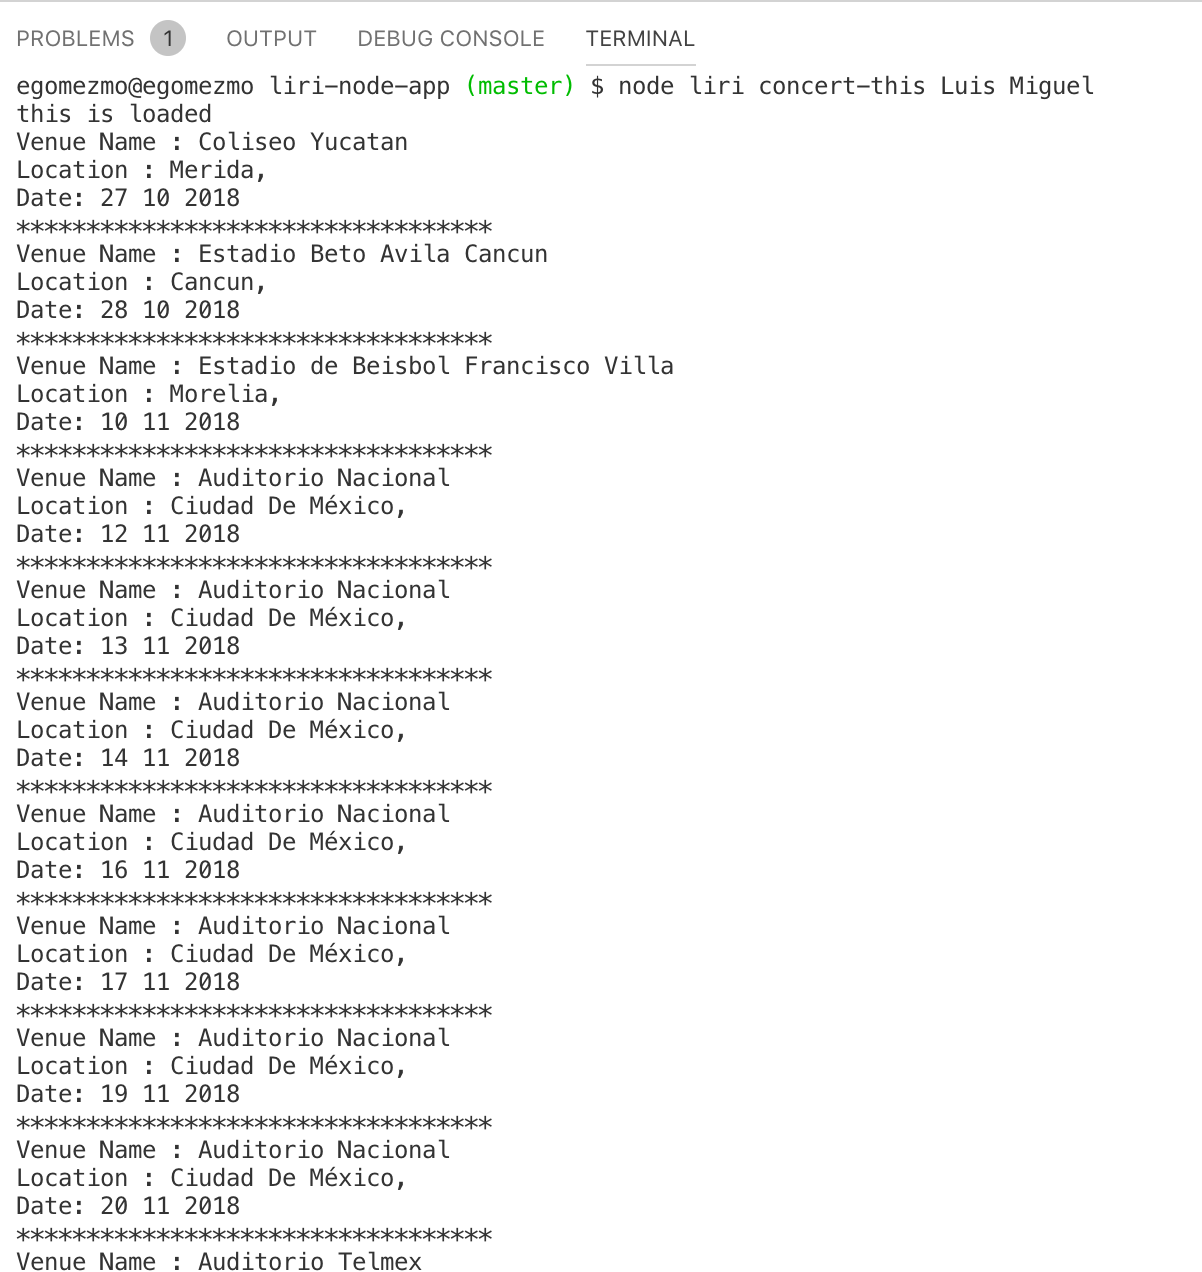 PROBLEMS 1 OUTPUT DEBUG CONSOLE TERMINAL
egomezmo@egomezmo liri-node-app (master) $ node liri concert-this Luis Miguel
this is loaded
Venue Name : Coliseo Yucatan
Location : Merida,
Date: 27 10 2018
**********************************
Venue Name : Estadio Beto Avila Cancun
Location : Cancun,
Date: 28 10 2018
**********************************
Venue Name : Estadio de Beisbol Francisco Villa
Location : Morelia,
Date: 10 11 2018
**********************************
Venue Name : Auditorio Nacional
Location : Ciudad De México,
Date: 12 11 2018
**********************************
Venue Name : Auditorio Nacional
Location : Ciudad De México,
Date: 13 11 2018
**********************************
Venue Name : Auditorio Nacional
Location : Ciudad De México,
Date: 14 11 2018
**********************************
Venue Name : Auditorio Nacional
Location : Ciudad De México,
Date: 16 11 2018
**********************************
Venue Name : Auditorio Nacional
Location : Ciudad De México,
Date: 17 11 2018
**********************************
Venue Name : Auditorio Nacional
Location : Ciudad De México,
Date: 19 11 2018
**********************************
Venue Name : Auditorio Nacional
Location : Ciudad De México,
Date: 20 11 2018
**********************************
Venue Name : Auditorio Telmex